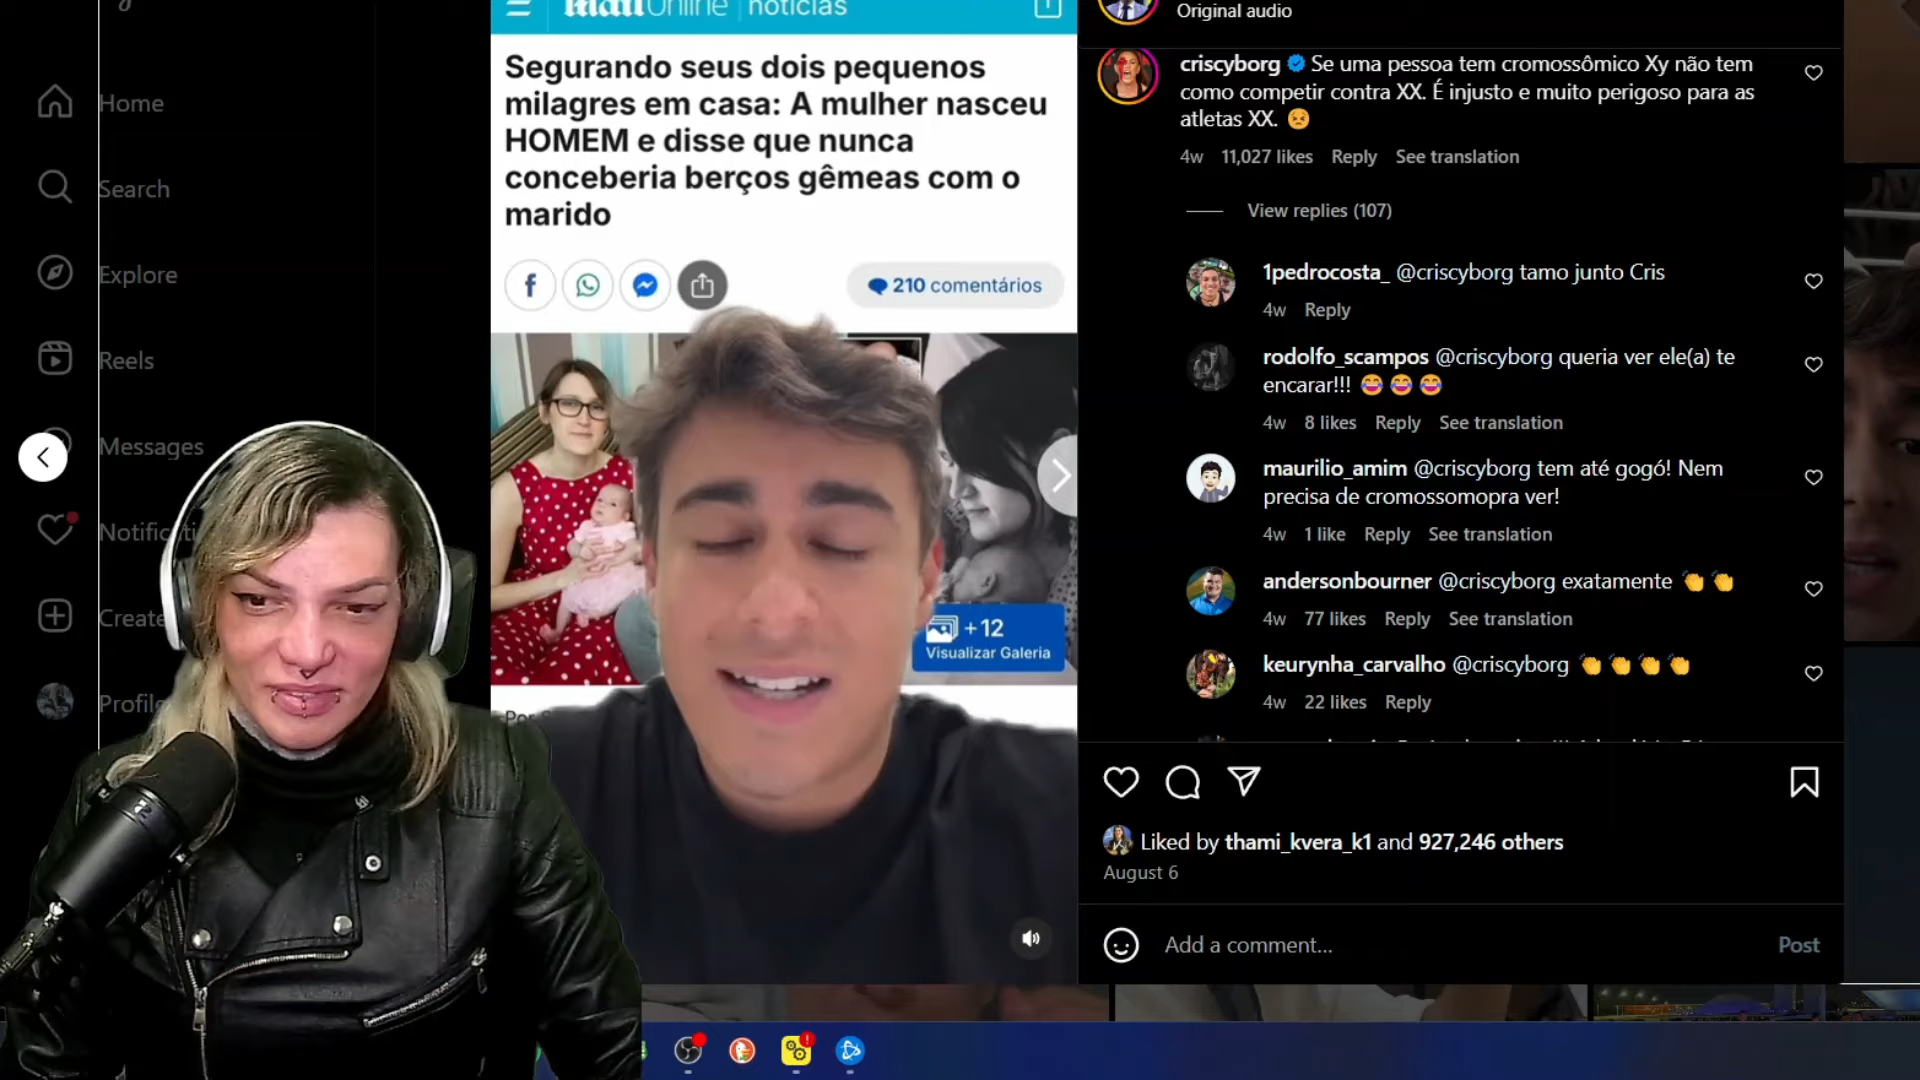 Home
Search
Explore
Reels
Messages
Create
MailOnline | notícias
Segurando seus dois pequenos
milagres em casa: A mulher nasceu
HOMEM e disse que nunca
conceberia berços gêmeas com o
marido
210 comentários
+12
Visualizar Galeria
Original audio
criscyborg Se uma pessoa tem cromossômico Xy não tem
como competir contra XX. É injusto e muito perigoso para as
atletas XX. 😣
4w 11,027 likes Reply See translation
View replies (107)
1pedrocosta_ @criscyborg tamo junto Cris
4w Reply
rodolfo_scampos @criscyborg queria ver ele(a) te
encarar!!! 😂 😂 😂
4w 8 likes Reply See translation
maurilio_amim @criscyborg tem até gogó! Nem
precisa de cromossomopra ver!
4w 1 like Reply See translation
andersonbourner @criscyborg exatamente 👏 👏
4w 77 likes Reply See translation
keurynha_carvalho @criscyborg 👏 👏 👏 👏
4w 22 likes Reply
Liked by thami_kvera_k1 and 927,246 others
August 6
Add a comment...
Post